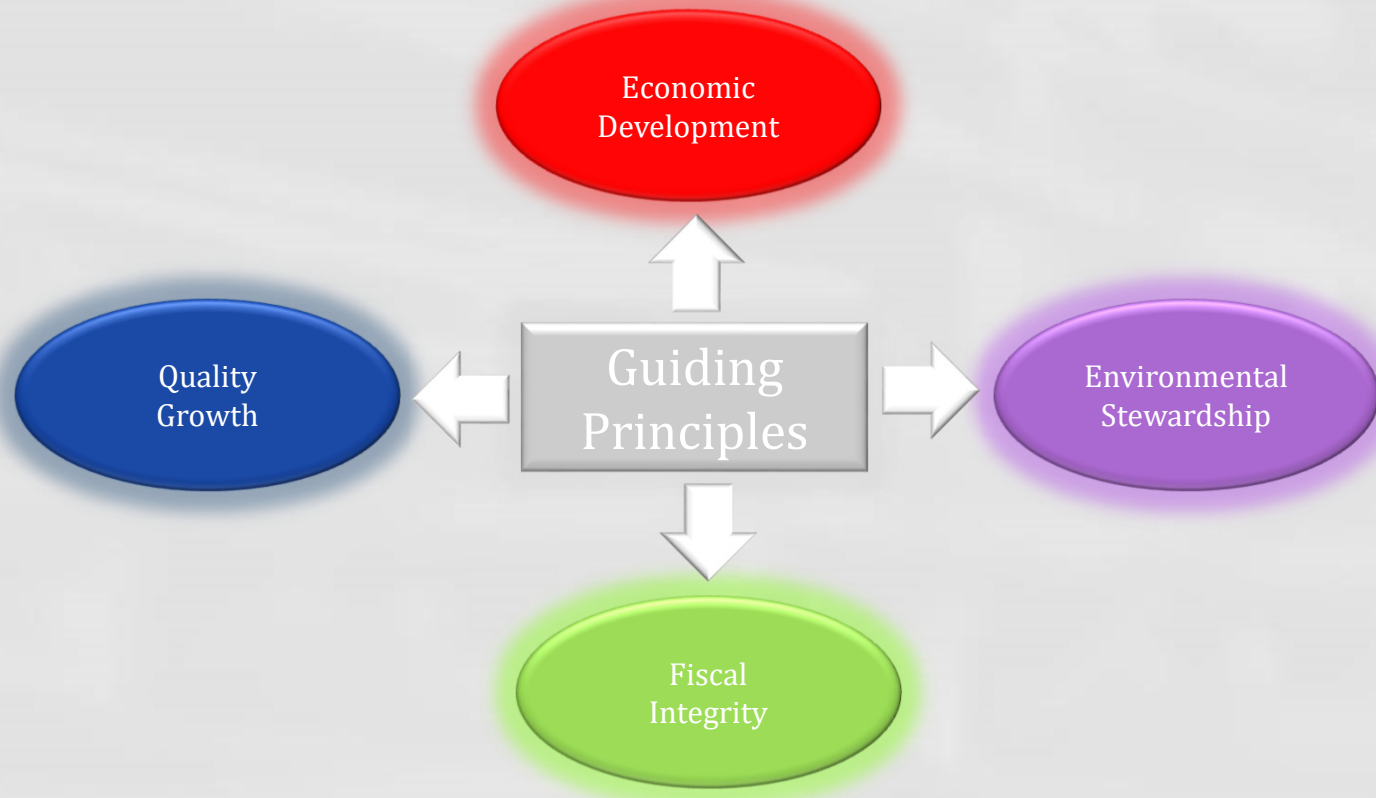 Economic
Development
Quality
Growth
Guiding
Principles
Environmental
Stewardship
Fiscal
Integrity